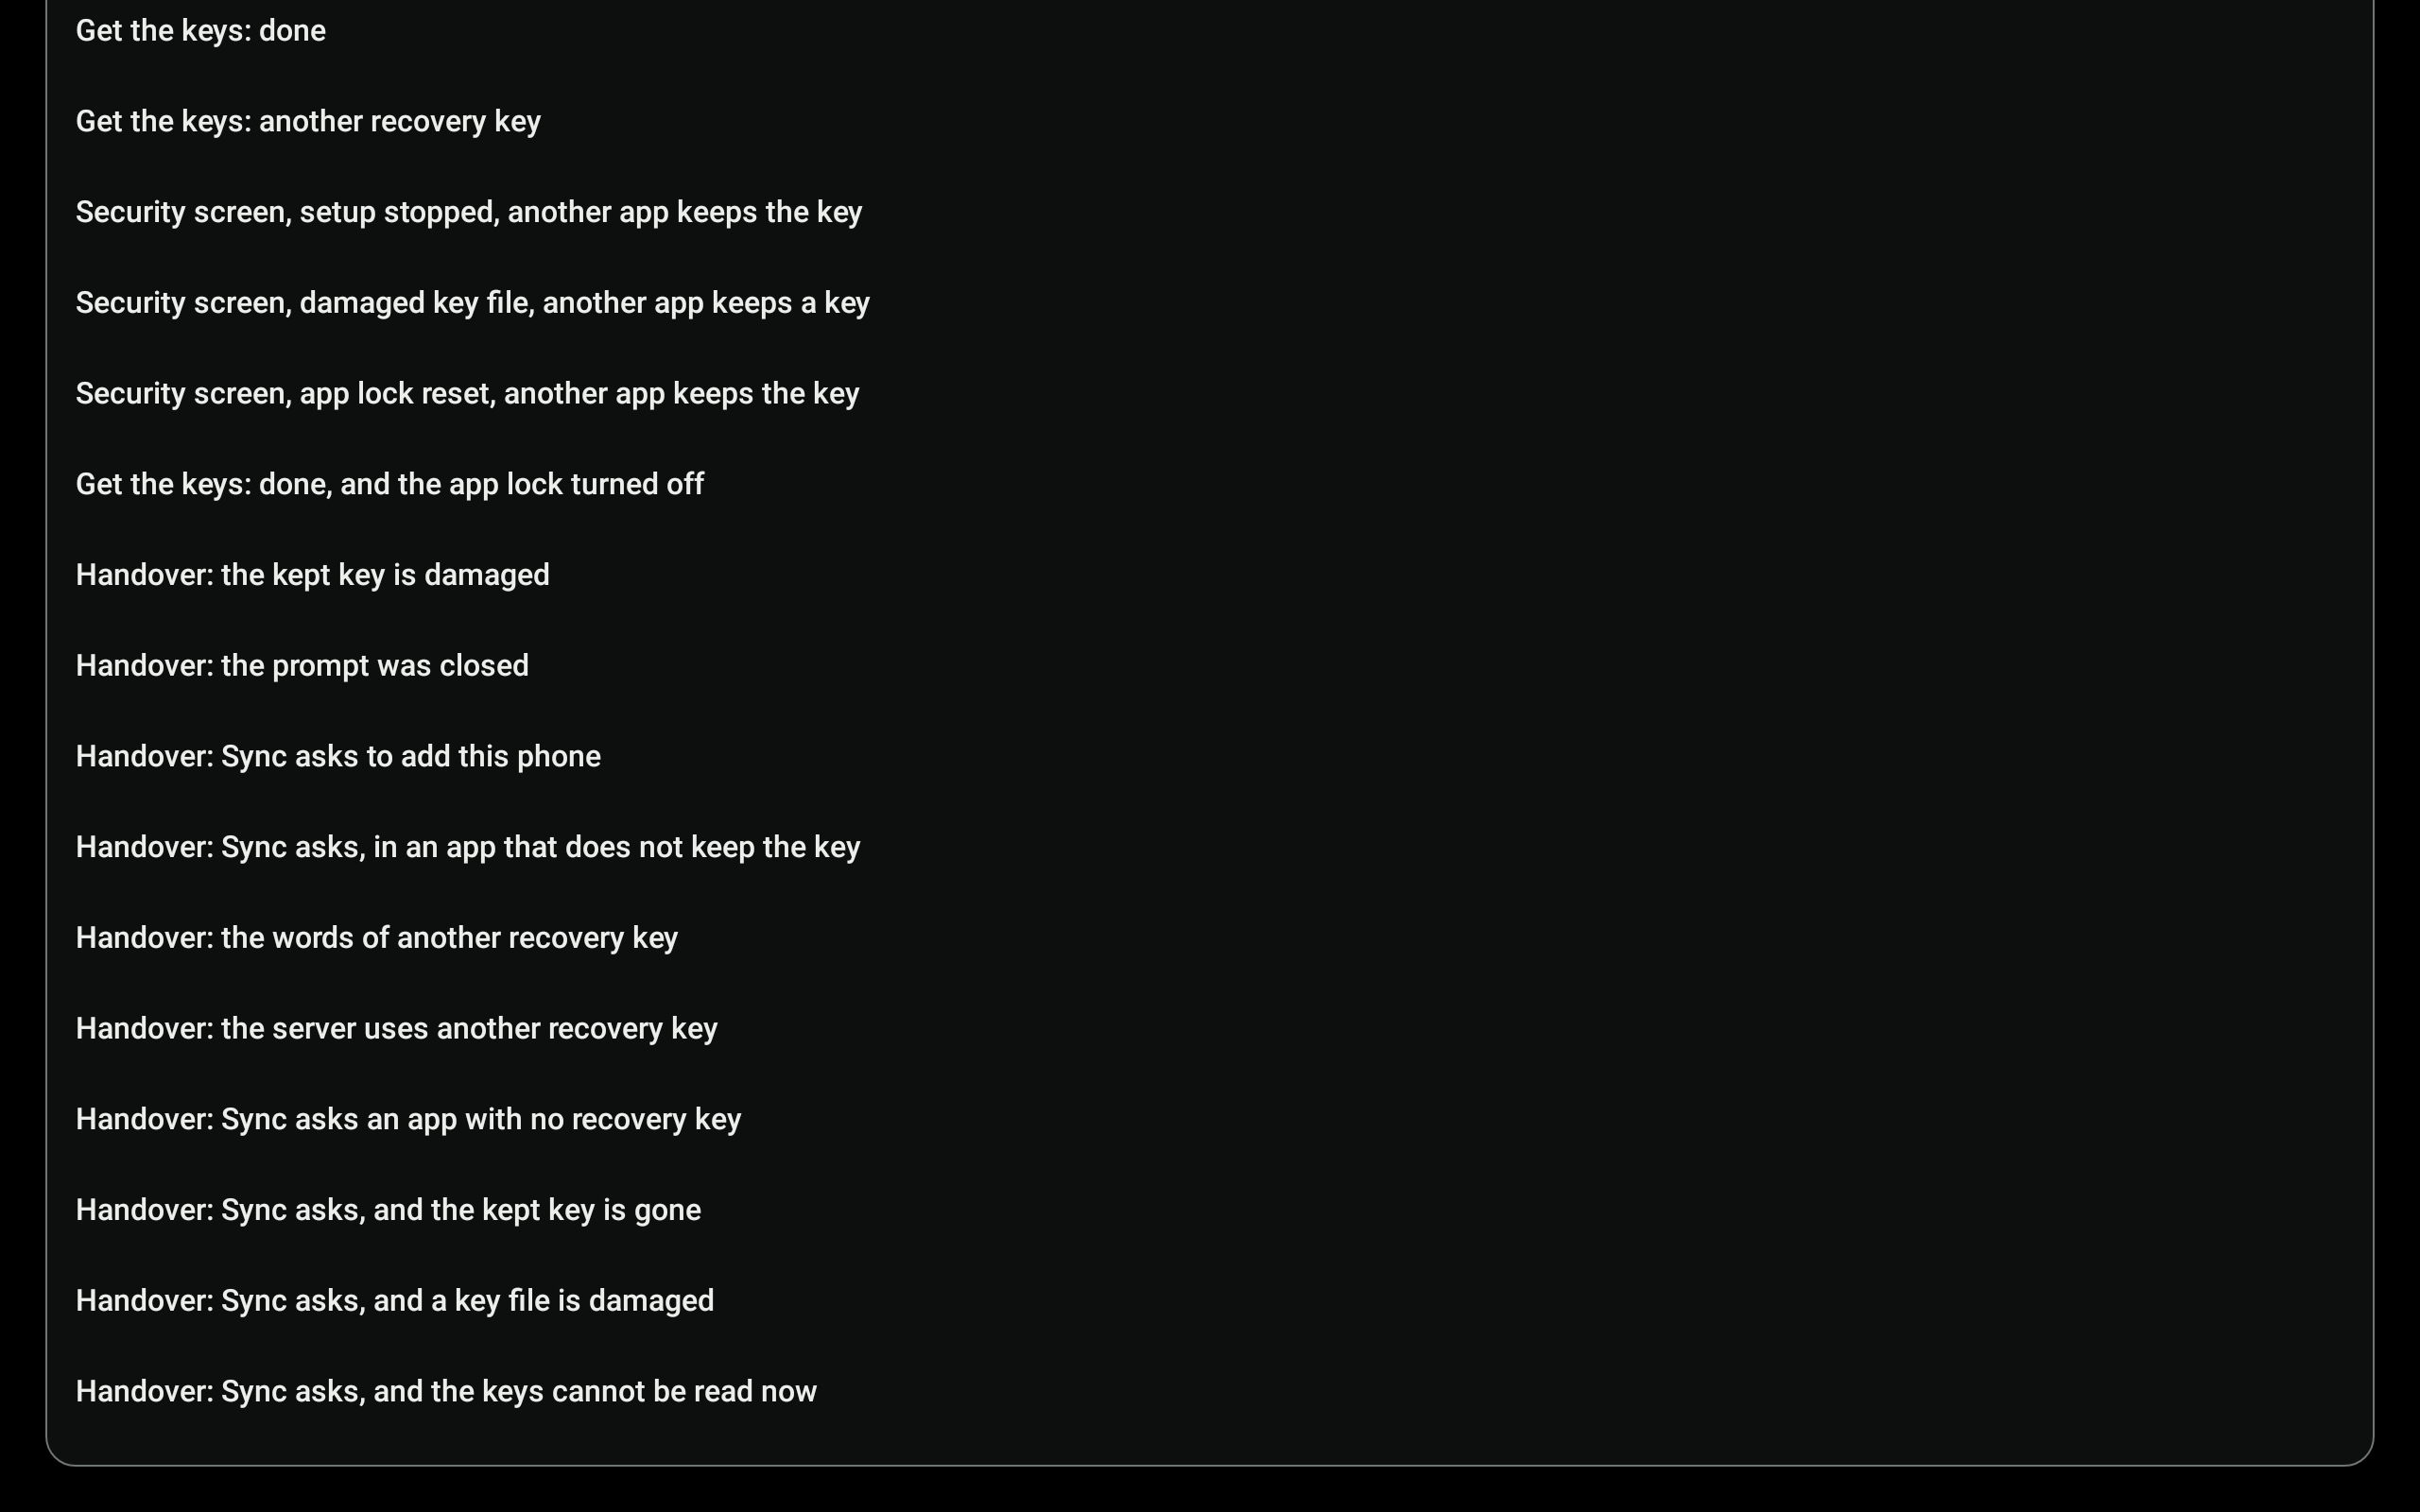 Get the keys: done
Get the keys: another recovery key
Security screen, setup stopped, another app keeps the key
Security screen, damaged key file, another app keeps a key
Security screen, app lock reset, another app keeps the key
Get the keys: done, and the app lock turned off
Handover: the kept key is damaged
Handover: the prompt was closed
Handover: Sync asks to add this phone
Handover: Sync asks, in an app that does not keep the key
Handover: the words of another recovery key
Handover: the server uses another recovery key
Handover: Sync asks an app with no recovery key
Handover: Sync asks, and the kept key is gone
Handover: Sync asks, and a key file is damaged
Handover: Sync asks, and the keys cannot be read now